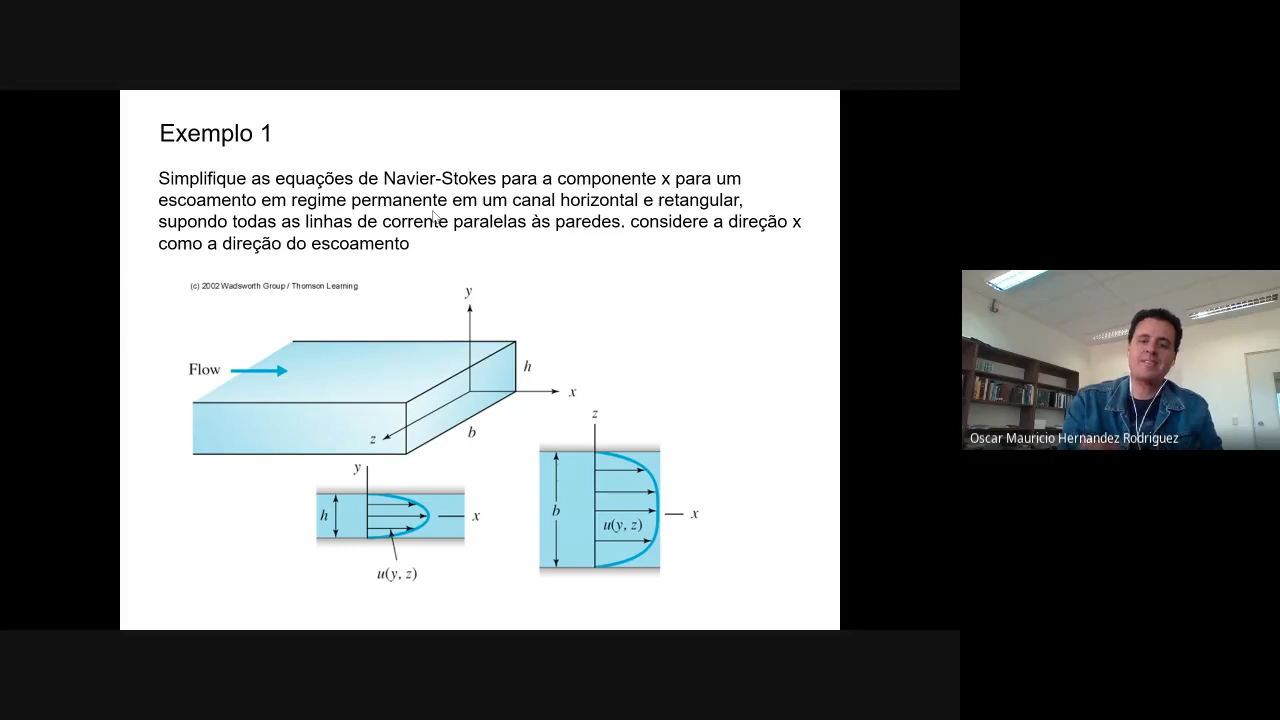 Exemplo 1
Simplifique as equações de Navier-Stokes para a componente x para um
escoamento em regime permanente em um canal horizontal e retangular,
supondo todas as linhas de corrente paralelas às paredes. considere a direção x
como a direção do escoamento
(c) 2002 Wadsworth Group / Thomson Learning
y
Flow
h
x
z
b
y
h
x
u(y, z)
z
b
u(y, z)
x
Oscar Mauricio Hernandez Rodriguez